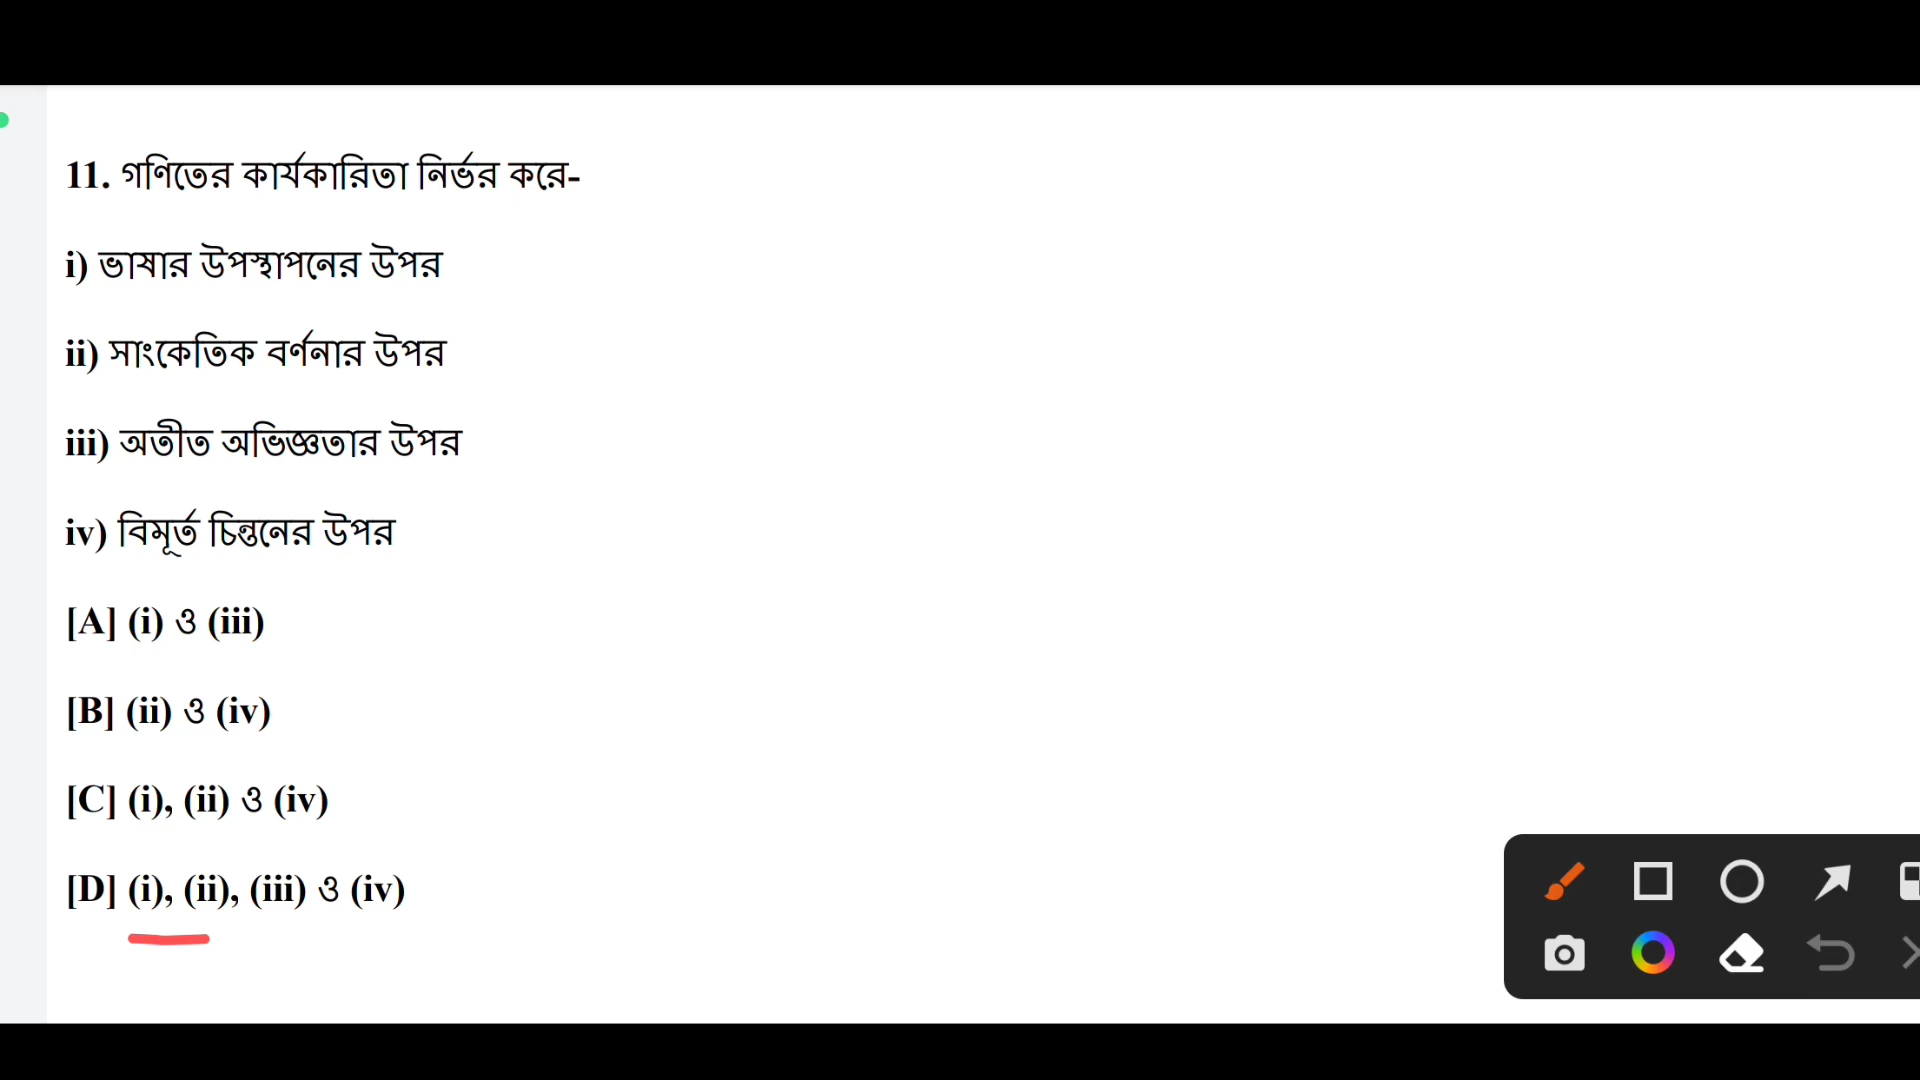 11. গণিতের কার্যকারিতা নির্ভর করে-
i) ভাষার উপস্থাপনের উপর
ii) সাংকেতিক বর্ণনার উপর
iii) অতীত অভিজ্ঞতার উপর
iv) বিমূর্ত চিন্তনের উপর
[A] (i) ও (iii)
[B] (ii) ও (iv)
[C] (i), (ii) ও (iv)
[D] (i), (ii), (iii) ও (iv)